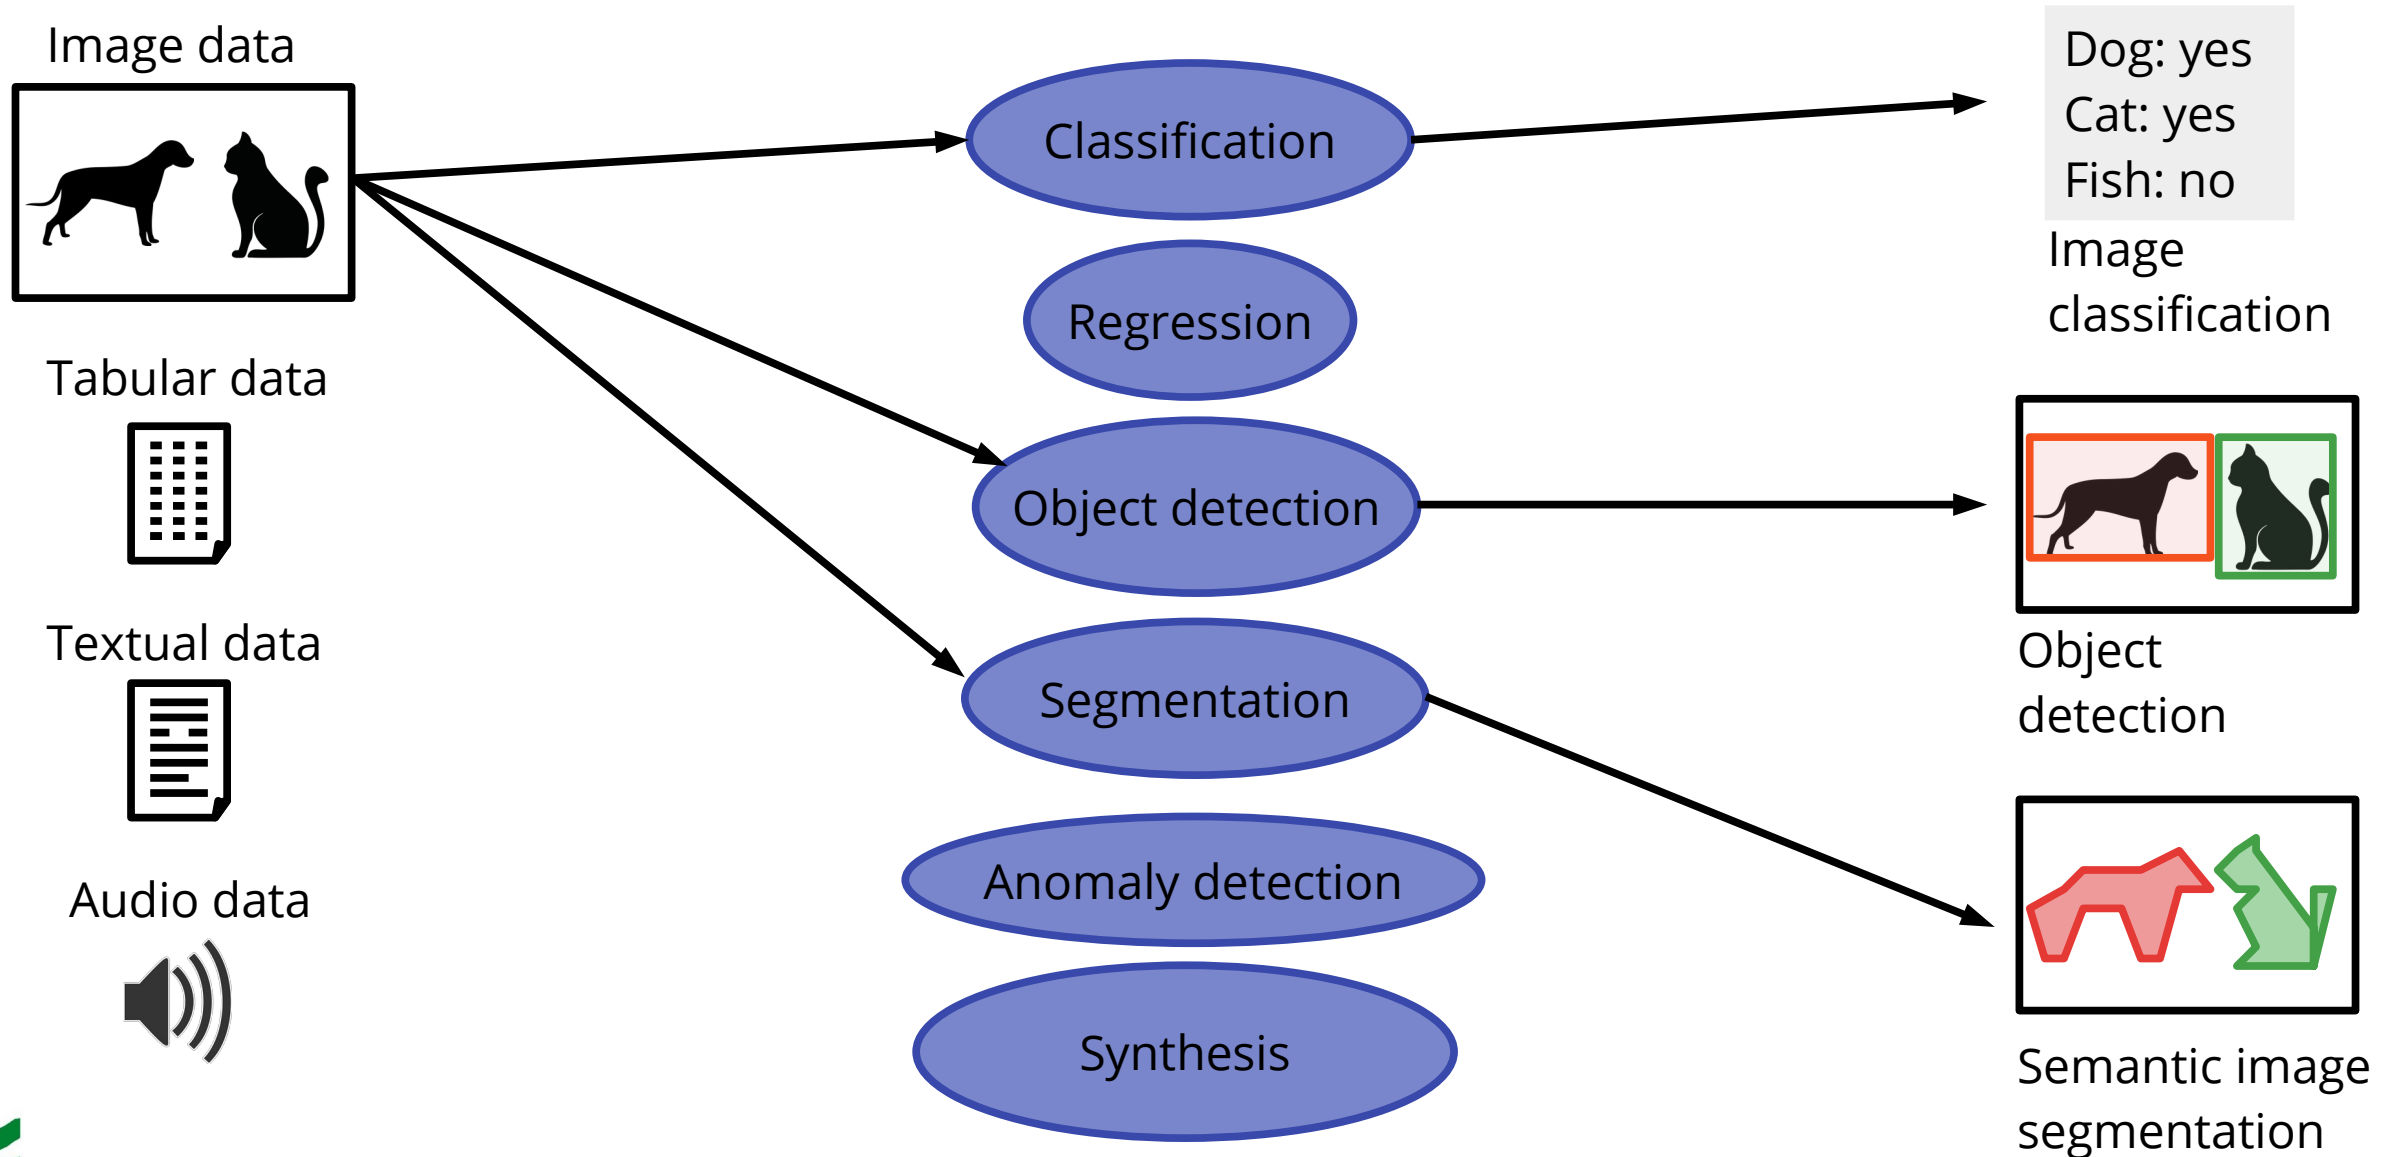 Image data
Tabular data
Textual data
Audio data
Classification
Regression
Object detection
Segmentation
Anomaly detection
Synthesis
Dog: yes
Cat: yes
Fish: no
Image
classification
Object
detection
Semantic image
segmentation